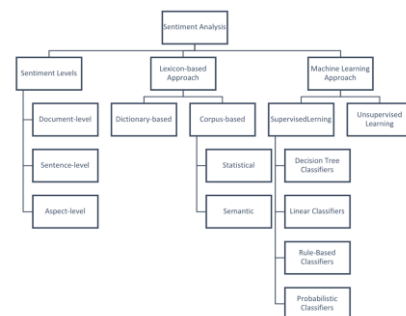 Sentiment Analysis
Sentiment Levels
Lexicon-based
Approach
Machine Learning
Approach
Document-level
Dictionary-based
Corpus-based
SupervisedLerning
Unsupervised
Learning
Sentence-level
Statistical
Decision Tree
Classifiers
Aspect-level
Semantic
Linear Classifiers
Rule-Based
Classifiers
Probabilistic
Classifiers